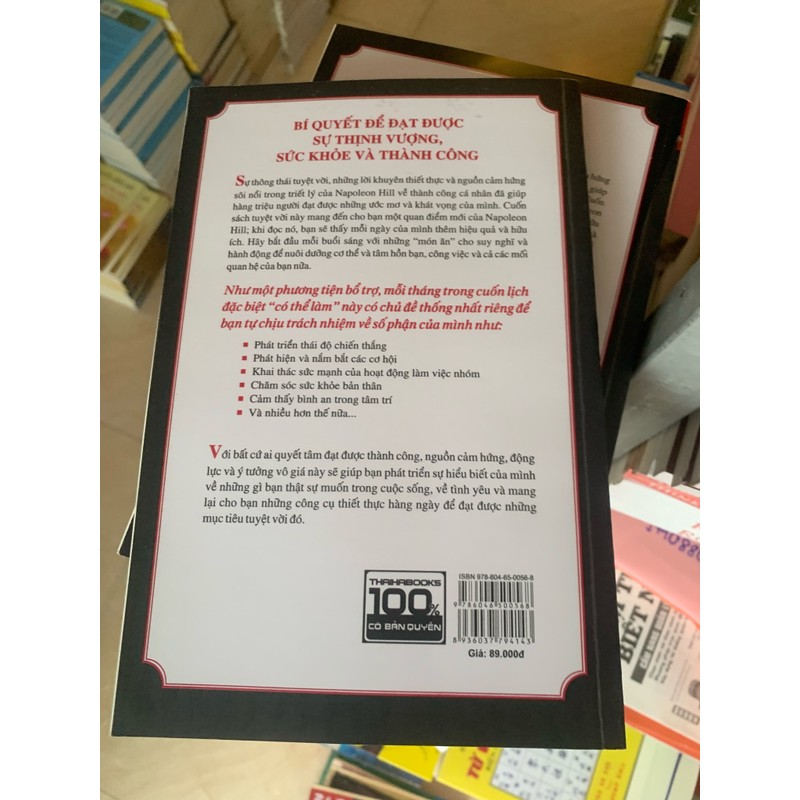 BÍ QUYẾT ĐỂ ĐẠT ĐƯỢC
SỰ THỊNH VƯỢNG,
SỨC KHỎE VÀ THÀNH CÔNG
Sự thông thái tuyệt vời, những lời khuyên thiết thực và nguồn cảm hứng
sôi nổi trong triết lý của Napoleon Hill về thành công cá nhân đã giúp
hàng triệu người đạt được những ước mơ và khát vọng của mình. Cuốn
sách tuyệt vời này mang đến cho bạn một quan điểm mới của Napoleon
Hill; khi đọc nó, bạn sẽ thấy mỗi ngày của mình thêm hiệu quả và hữu
ích. Hãy bắt đầu mỗi buổi sáng với những “món ăn” cho suy nghĩ và
hành động để nuôi dưỡng cơ thể và tâm hồn bạn, công việc và cả các mối
quan hệ của bạn nữa.
Như một phương tiện bổ trợ, mỗi tháng trong cuốn lịch
đặc biệt “có thể làm” này có chủ đề thống nhất riêng để
bạn tự chịu trách nhiệm về số phận của mình như:
▪ Phát triển thái độ chiến thắng
▪ Phát hiện và nắm bắt các cơ hội
▪ Khai thác sức mạnh của hoạt động làm việc nhóm
▪ Chăm sóc sức khỏe bản thân
▪ Cảm thấy bình an trong tâm trí
▪ Và nhiều hơn thế nữa...
Với bất cứ ai quyết tâm đạt được thành công, nguồn cảm hứng, động
lực và ý tưởng vô giá này sẽ giúp bạn phát triển sự hiểu biết của mình
về những gì bạn thật sự muốn trong cuộc sống, về tình yêu và mang
lại cho bạn những công cụ thiết thực hàng ngày để đạt được những
mục tiêu tuyệt vời đó.
THAIHABOOKS
100%
CÓ BẢN QUYỀN
ISBN 978-604-65-0056-8
9 786046 500568
8 936037 794143
Giá: 89.000đ
BIẾT